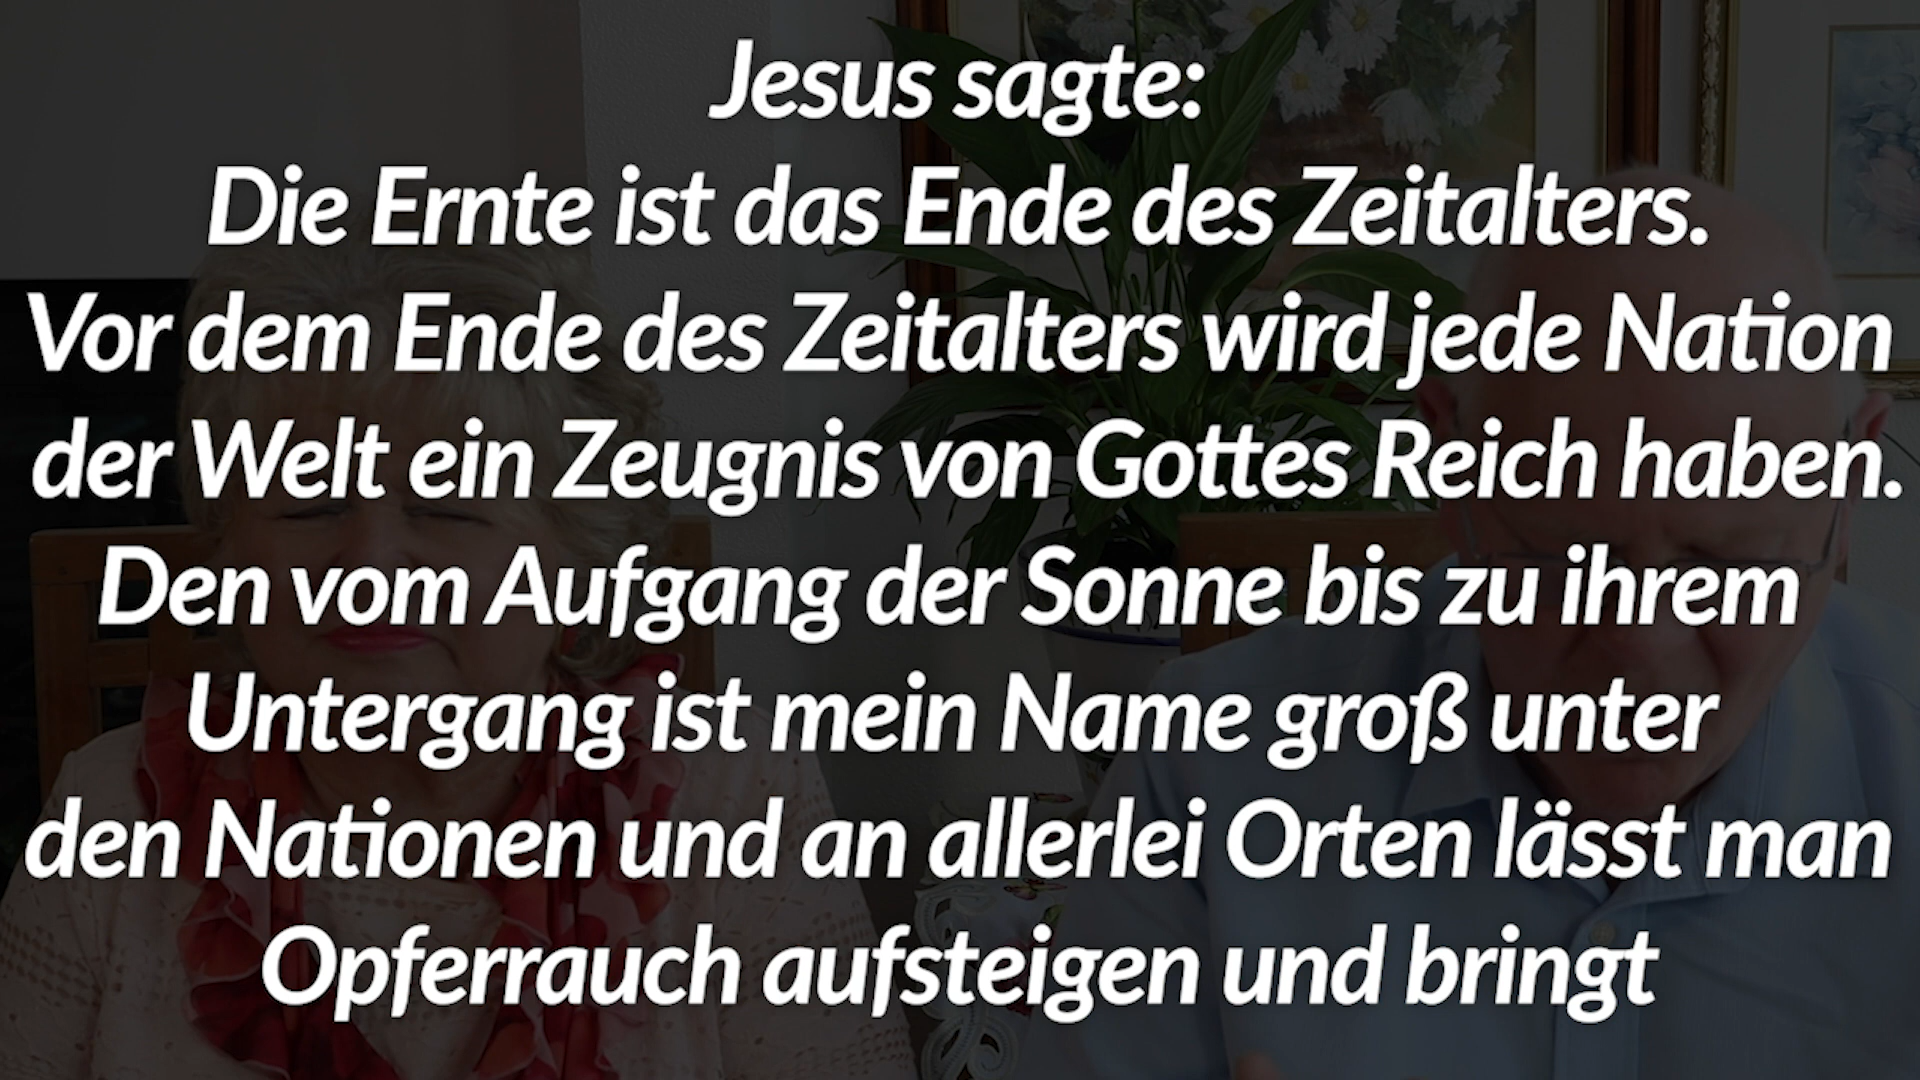 Jesus sagte:
Die Ernte ist das Ende des Zeitalters.
Vor dem Ende des Zeitalters wird jede Nation
der Welt ein Zeugnis von Gottes Reich haben.
Den vom Aufgang der Sonne bis zu ihrem
Untergang ist mein Name groß unter
den Nationen und an allerlei Orten lässt man
Opferrauch aufsteigen und bringt